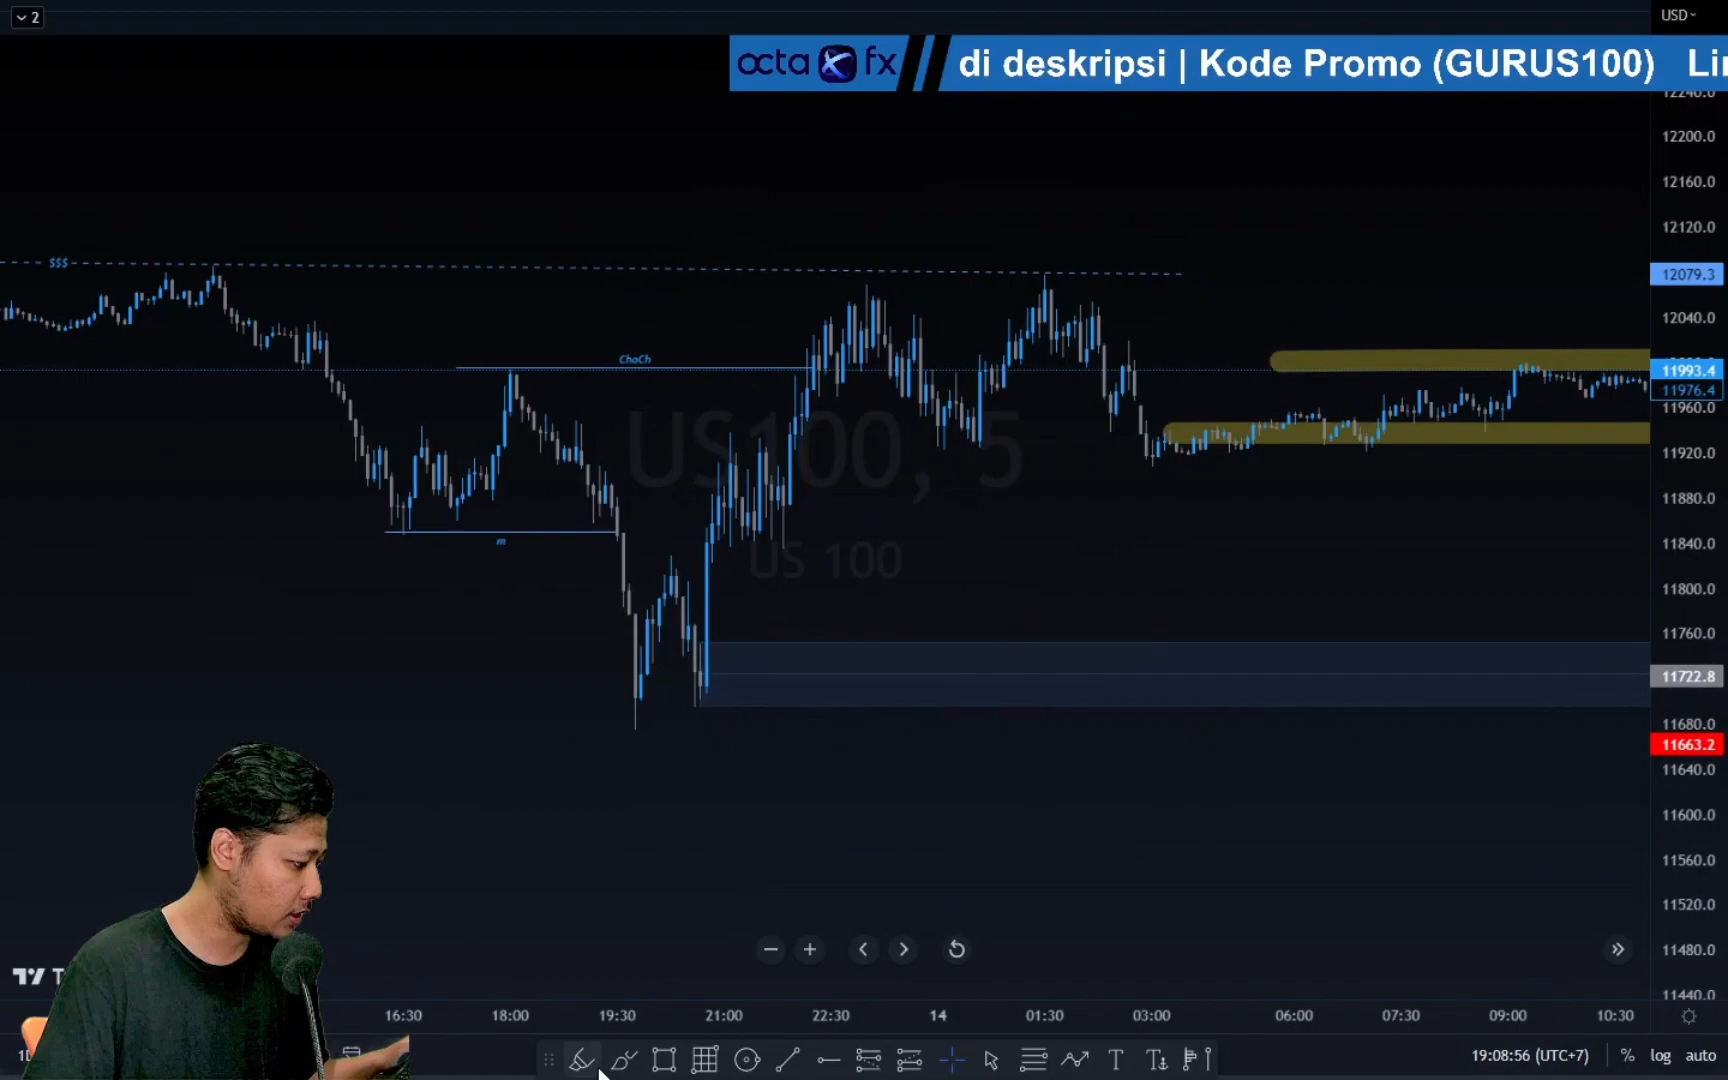 2
USD
octa fx
di deskripsi | Kode Promo (GURUS100)
12240.0
12200.0
12160.0
12120.0
$$$
12079.3
12040.0
ChoCh
11993.4
11976.4
11960.0
US100, 5
11920.0
11880.0
m
11840.0
US 100
11800.0
11760.0
11722.8
11680.0
11663.2
11640.0
11600.0
11560.0
11520.0
11480.0
11440.0
16:30 18:00 19:30 21:00 22:30 14 01:30 03:00 06:00 07:30 09:00 10:30
19:08:56 (UTC+7) % log auto